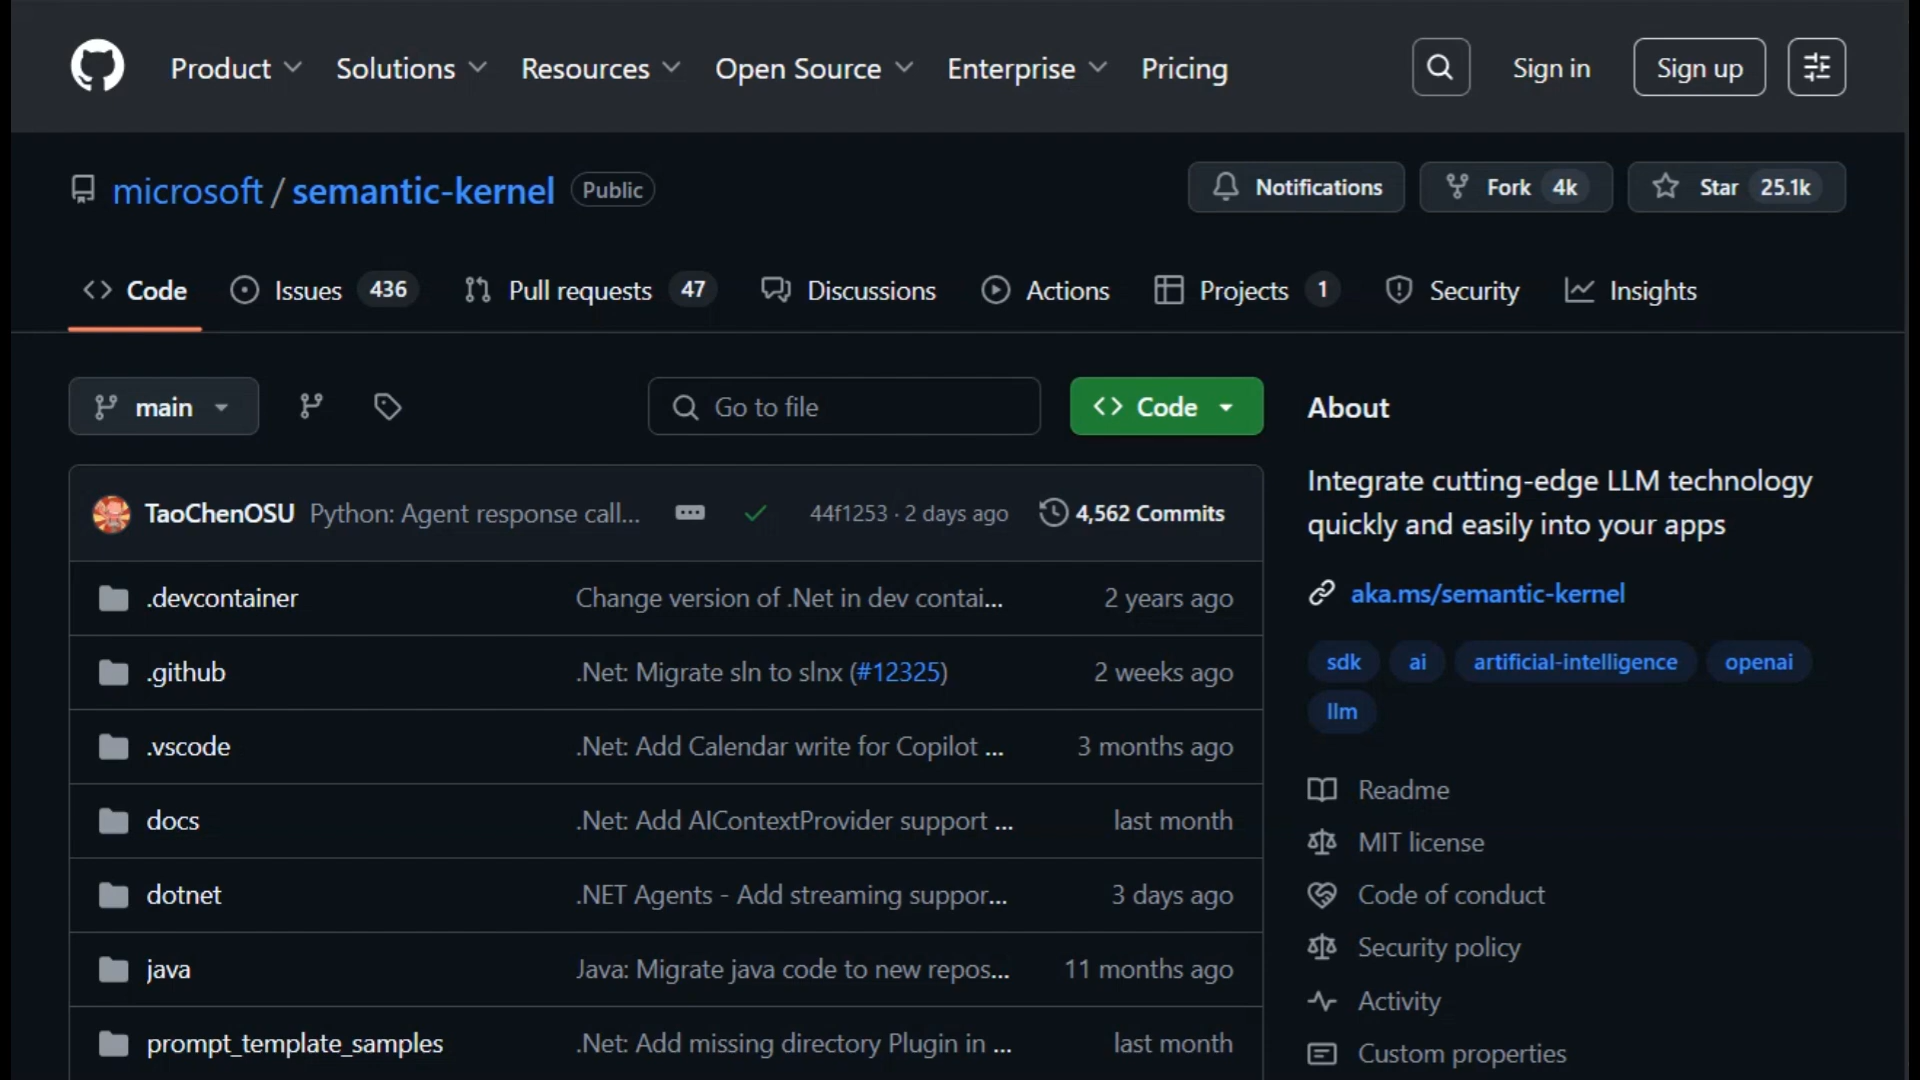 Product Solutions Resources Open Source Enterprise Pricing Sign in Sign up
microsoft / semantic-kernel Public Notifications Fork 4k Star 25.1k
Code Issues 436 Pull requests 47 Discussions Actions Projects 1 Security Insights
main Go to file Code
TaoChenOSU Python: Agent response call... 44f1253 · 2 days ago 4,562 Commits
.devcontainer Change version of .Net in dev contai... 2 years ago
.github .Net: Migrate sln to slnx (#12325) 2 weeks ago
.vscode .Net: Add Calendar write for Copilot ... 3 months ago
docs .Net: Add AIContextProvider support ... last month
dotnet .NET Agents - Add streaming suppor... 3 days ago
java Java: Migrate java code to new repos... 11 months ago
prompt_template_samples .Net: Add missing directory Plugin in ... last month
About
Integrate cutting-edge LLM technology
quickly and easily into your apps
aka.ms/semantic-kernel
sdk ai artificial-intelligence openai
llm
Readme
MIT license
Code of conduct
Security policy
Activity
Custom properties